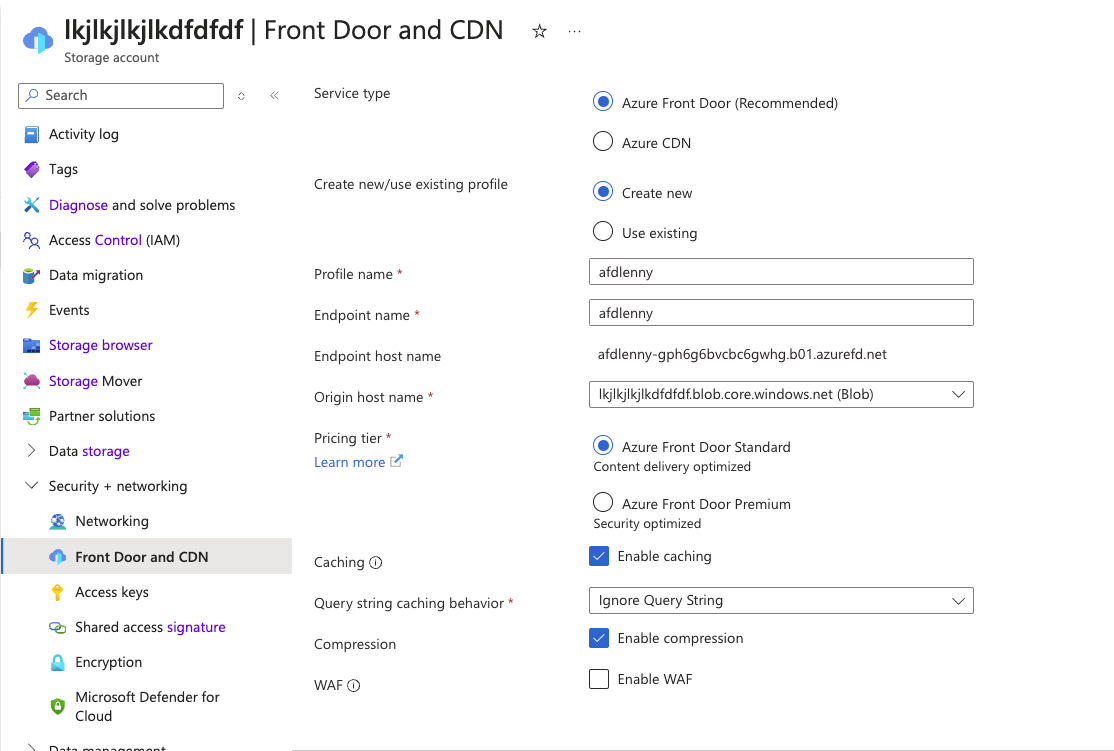 lkjlkjlkjlkdfdfdf | Front Door and CDN
Storage account
Search
Activity log
Tags
Diagnose and solve problems
Access Control (IAM)
Data migration
Events
Storage browser
Storage Mover
Partner solutions
Data storage
Security + networking
Networking
Front Door and CDN
Access keys
Shared access signature
Encryption
Microsoft Defender for
Cloud
Data management
Service type
Azure Front Door (Recommended)
Azure CDN
Create new/use existing profile
Create new
Use existing
Profile name *
afdlenny
Endpoint name *
afdlenny
Endpoint host name
afdlenny-gph6g6bvcbc6gwhg.b01.azurefd.net
Origin host name *
lkjlkjlkjlkdfdfdf.blob.core.windows.net (Blob)
Pricing tier *
Learn more
Azure Front Door Standard
Content delivery optimized
Azure Front Door Premium
Security optimized
Caching
Enable caching
Query string caching behavior *
Ignore Query String
Compression
Enable compression
WAF
Enable WAF